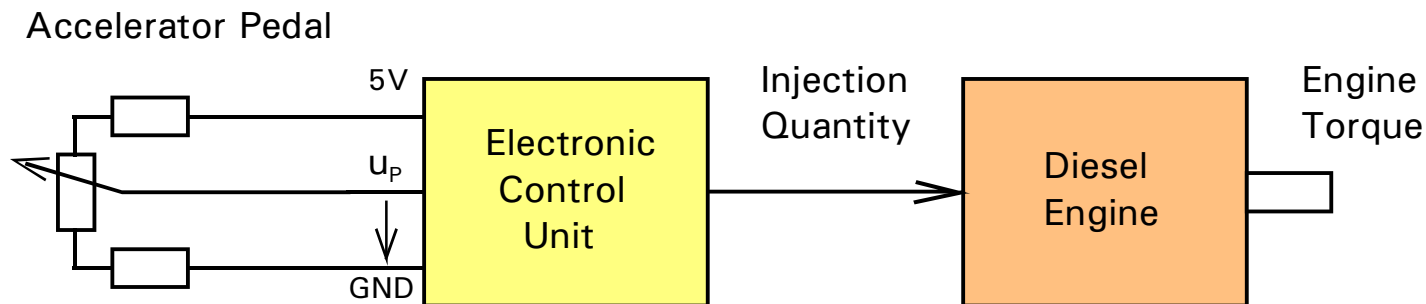 Accelerator Pedal
5V
uP
GND
Electronic
Control
Unit
Injection
Quantity
Diesel
Engine
Engine
Torque